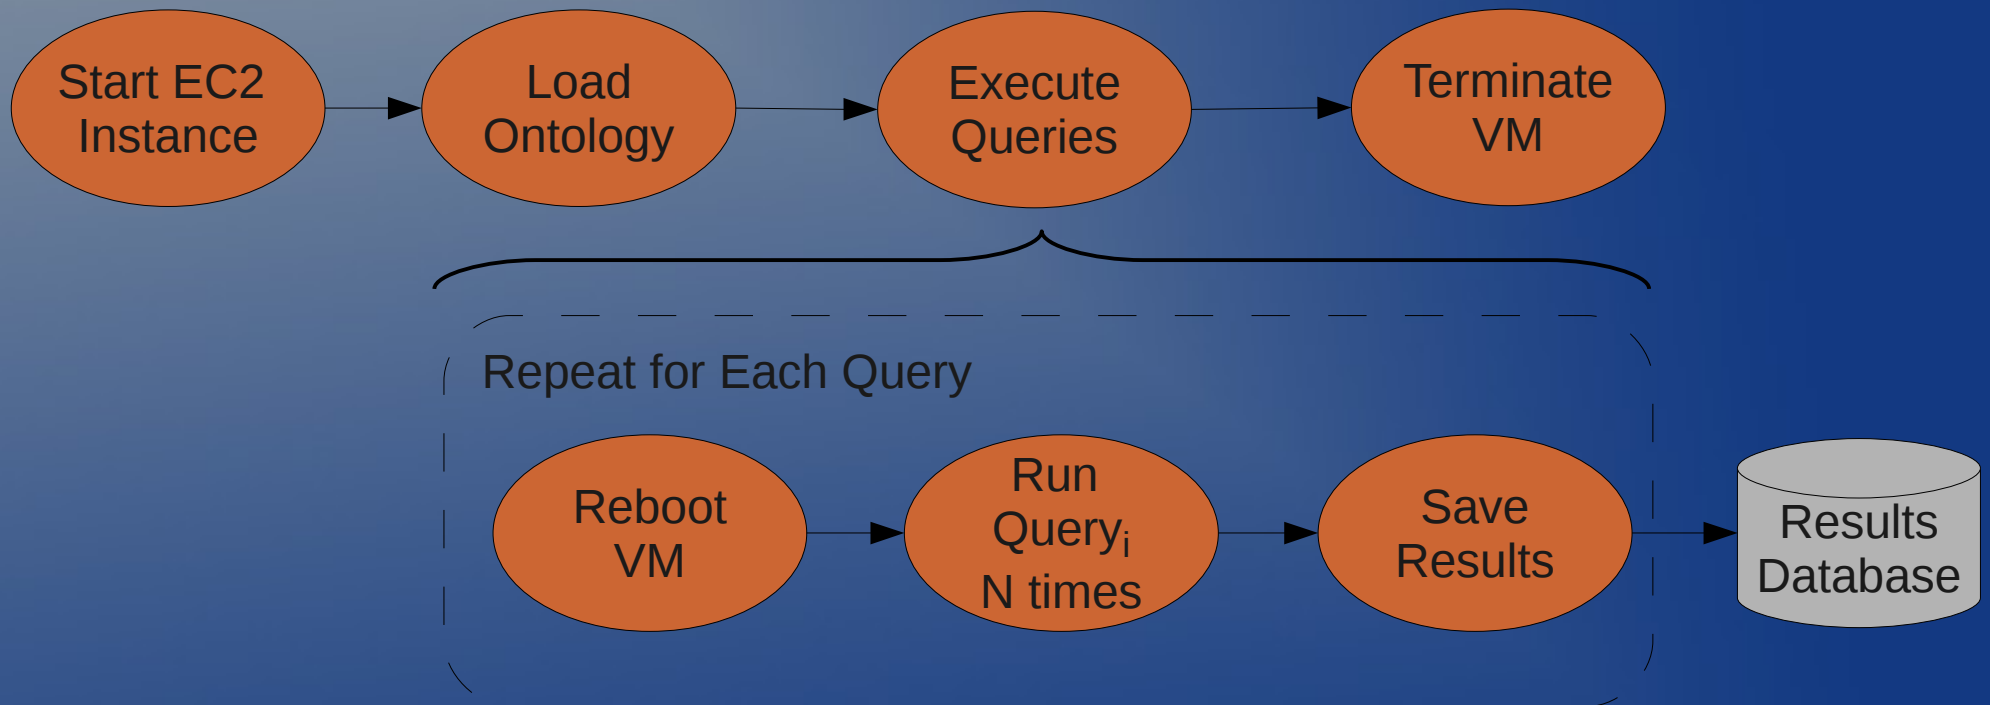 Start EC2
Instance
Load
Ontology
Execute
Queries
Terminate
VM
Repeat for Each Query
Reboot
VM
Run
Queryᵢ
N times
Save
Results
Results
Database